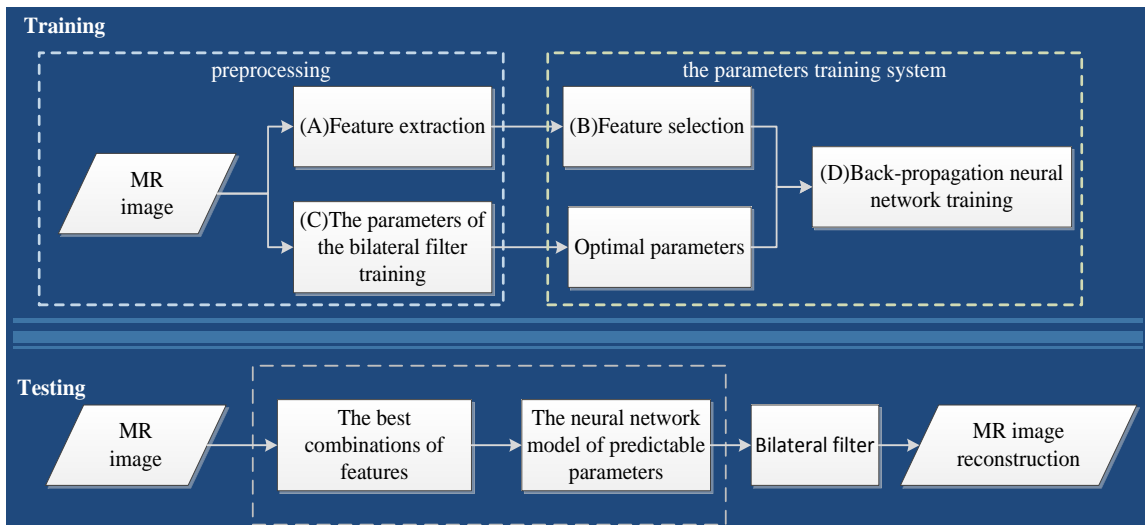 Training
preprocessing
the parameters training system
MR
image
(A)Feature extraction
(B)Feature selection
(C)The parameters of
the bilateral filter
training
Optimal parameters
(D)Back-propagation neural
network training
Testing
MR
image
The best
combinations of
features
The neural network
model of predictable
parameters
Bilateral filter
MR image
reconstruction